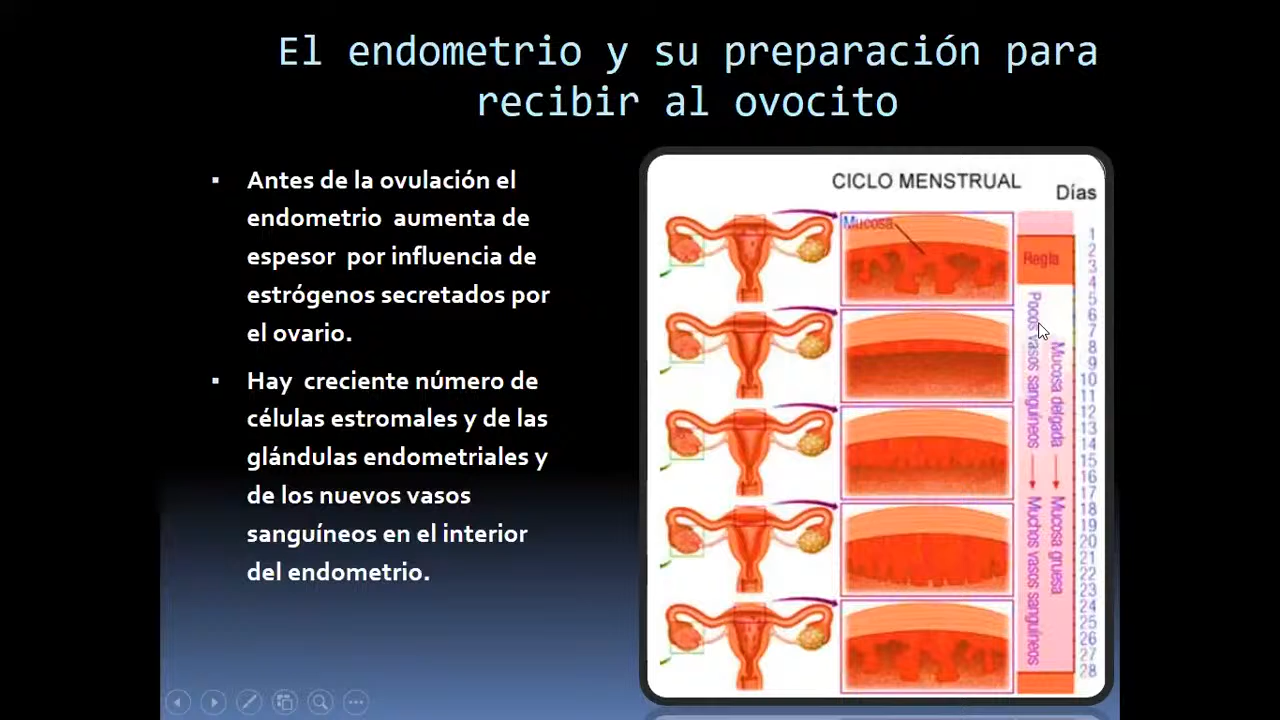 El endometrio y su preparación para
recibir al ovocito
Antes de la ovulación el
endometrio aumenta de
espesor por influencia de
estrógenos secretados por
el ovario.
Hay creciente número de
células estromales y de las
glándulas endometriales y
de los nuevos vasos
sanguíneos en el interior
del endometrio.
CICLO MENSTRUAL
Días
Mucosa
Regla
Pocos vasos sanguíneos
Mucosa delgada
Muchos vasos sanguíneos
Mucosa gruesa
1
2
3
4
5
6
7
8
9
10
11
12
13
14
15
16
17
18
19
20
21
22
23
24
25
26
27
28